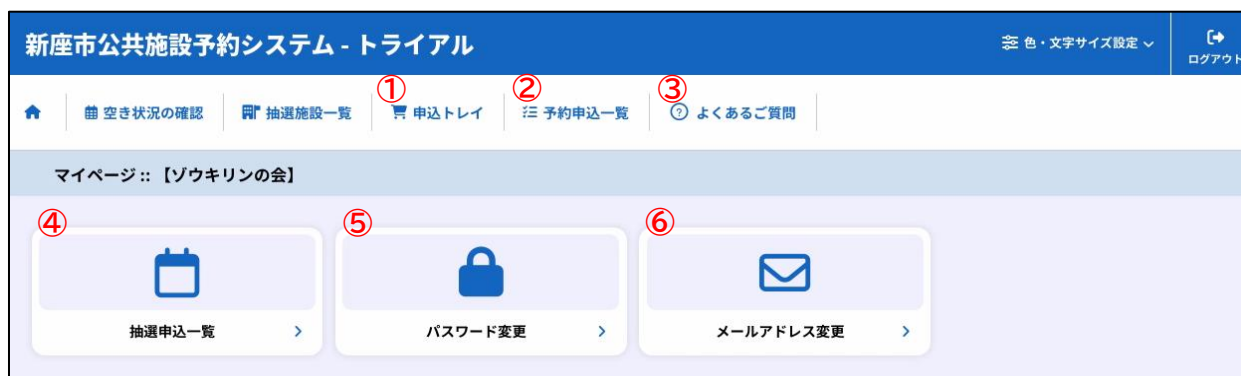 新座市公共施設予約システム - トライアル
色・文字サイズ設定
ログアウト
① ② ③
空き状況の確認 抽選施設一覧 申込トレイ 予約申込一覧 よくあるご質問
マイページ :: 【ゾウキリンの会】
④ ⑤ ⑥
抽選申込一覧 パスワード変更 メールアドレス変更